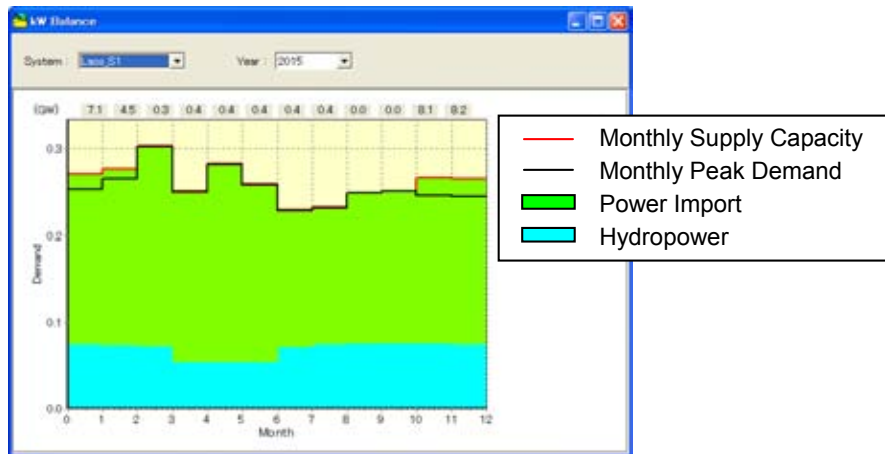 kW Balance
System : Laos_S1 Year : 2015
(GW) 7.1 4.5 0.3 0.4 0.4 0.4 0.4 0.4 0.0 0.0 8.1 8.2
0.3
0.2
0.1
0.0
Demand
0 1 2 3 4 5 6 7 8 9 10 11 12
Month
Monthly Supply Capacity
Monthly Peak Demand
Power Import
Hydropower